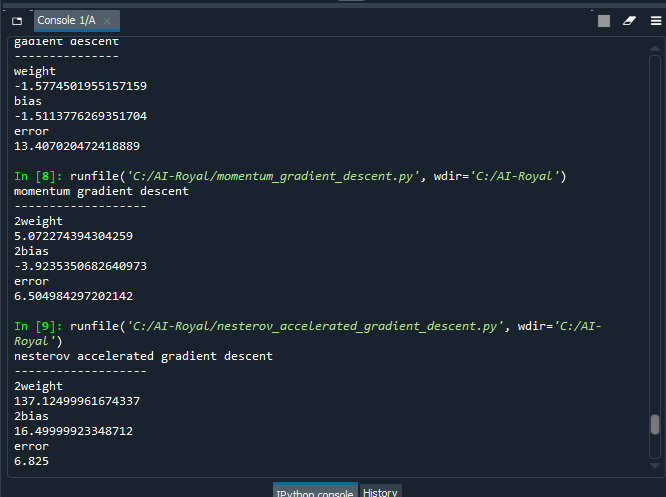 Console 1/A
gadient descent
---------------
weight
-1.5774501955157159
bias
-1.5113776269351704
error
13.407020472418889
In [8]: runfile('C:/AI-Royal/momentum_gradient_descent.py', wdir='C:/AI-Royal')
momentum gradient descent
-------------------
2weight
5.072274394304259
2bias
-3.9235350682640973
error
6.504984297202142
In [9]: runfile('C:/AI-Royal/nesterov_accelerated_gradient_descent.py', wdir='C:/AI-
Royal')
nesterov accelerated gradient descent
-------------------
2weight
137.12499961674337
2bias
16.49999923348712
error
6.825
IPython console History